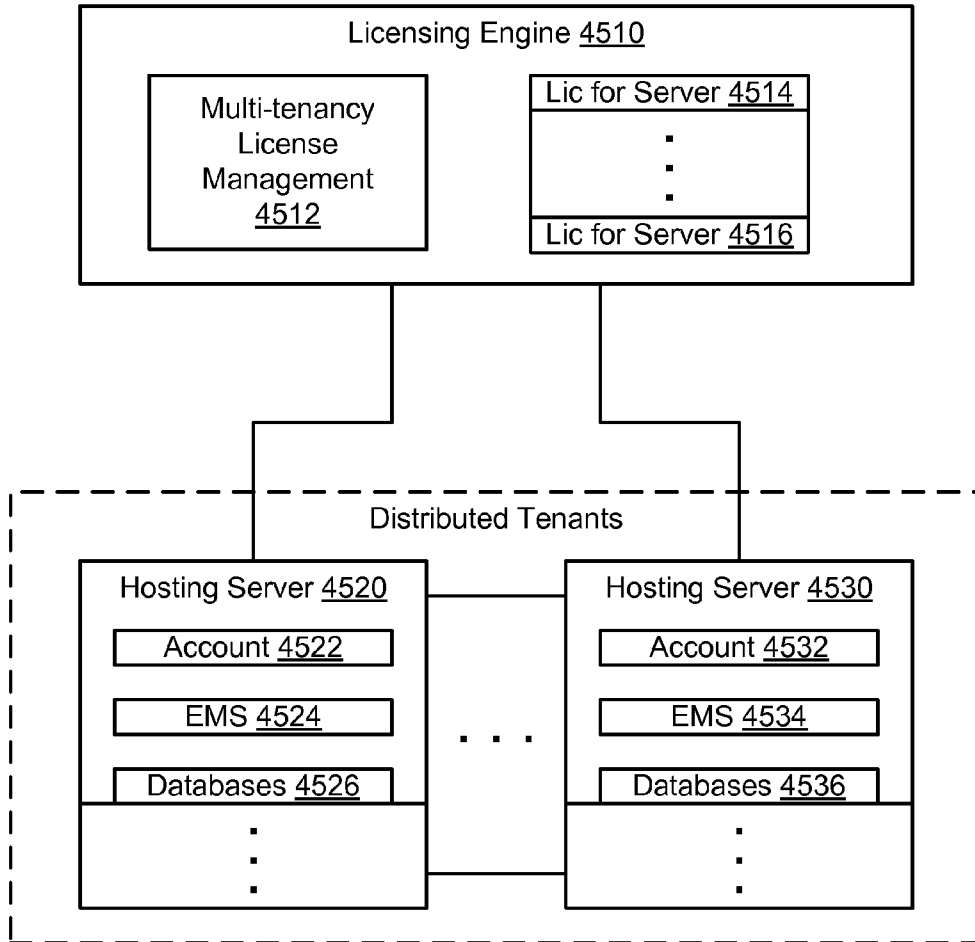 Licensing Engine 4510
Multi-tenancy
License
Management
4512
Lic for Server 4514
Lic for Server 4516
Distributed Tenants
Hosting Server 4520
Account 4522
EMS 4524
Databases 4526
Hosting Server 4530
Account 4532
EMS 4534
Databases 4536